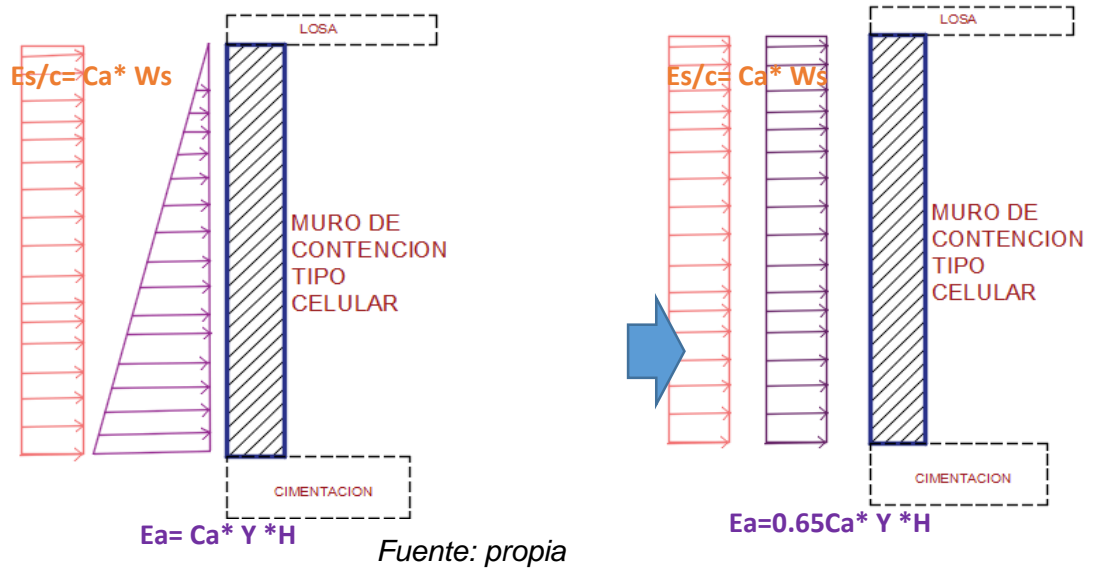 LOSA
Es/c= Ca* Ws
MURO DE
CONTENCION
TIPO
CELULAR
CIMENTACION
Ea= Ca* Y *H
LOSA
Es/c= Ca* Ws
MURO DE
CONTENCION
TIPO
CELULAR
CIMENTACION
Ea=0.65Ca* Y *H
Fuente: propia